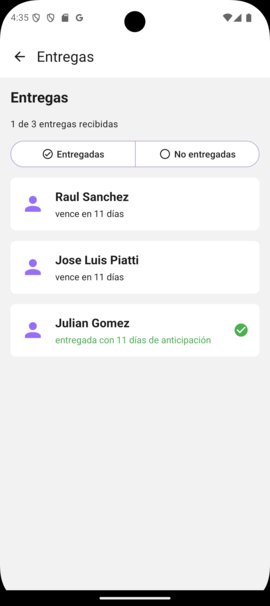 4:35
G
Entregas
Entregas
1 de 3 entregas recibidas
Entregadas
No entregadas
Raul Sanchez
vence en 11 días
Jose Luis Piatti
vence en 11 días
Julian Gomez
entregada con 11 días de anticipación